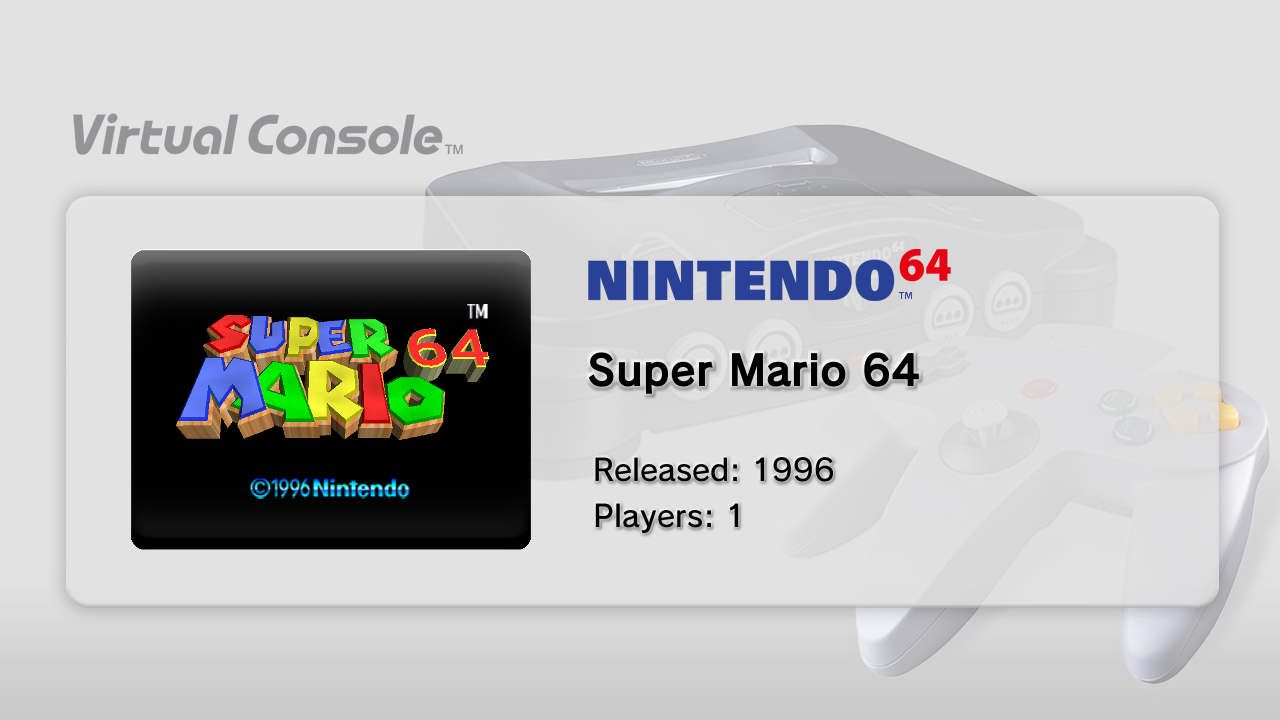 Virtual Console™
NINTENDO64™
SUPER
MARIO 64™
©1996 Nintendo
Super Mario 64
Released: 1996
Players: 1